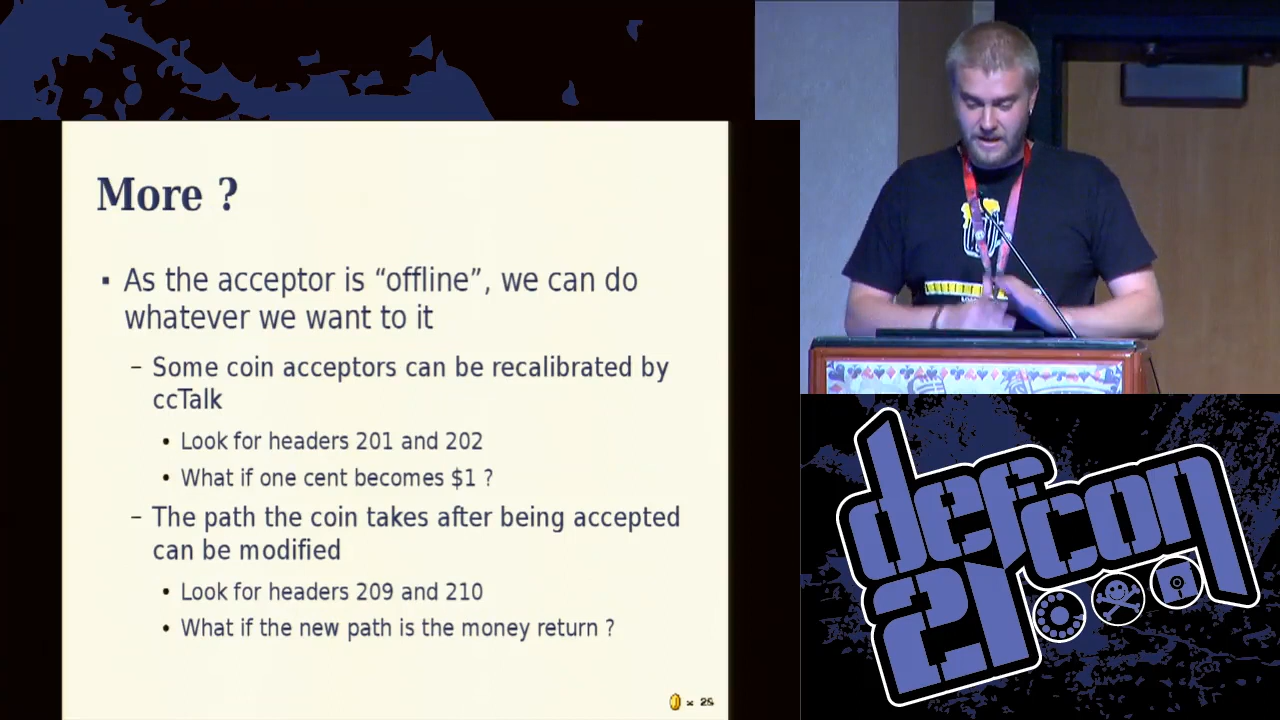 More ?
▪ As the acceptor is “offline”, we can do
whatever we want to it
– Some coin acceptors can be recalibrated by
ccTalk
• Look for headers 201 and 202
• What if one cent becomes $1 ?
– The path the coin takes after being accepted
can be modified
• Look for headers 209 and 210
• What if the new path is the money return ?
× 25
defcon
21